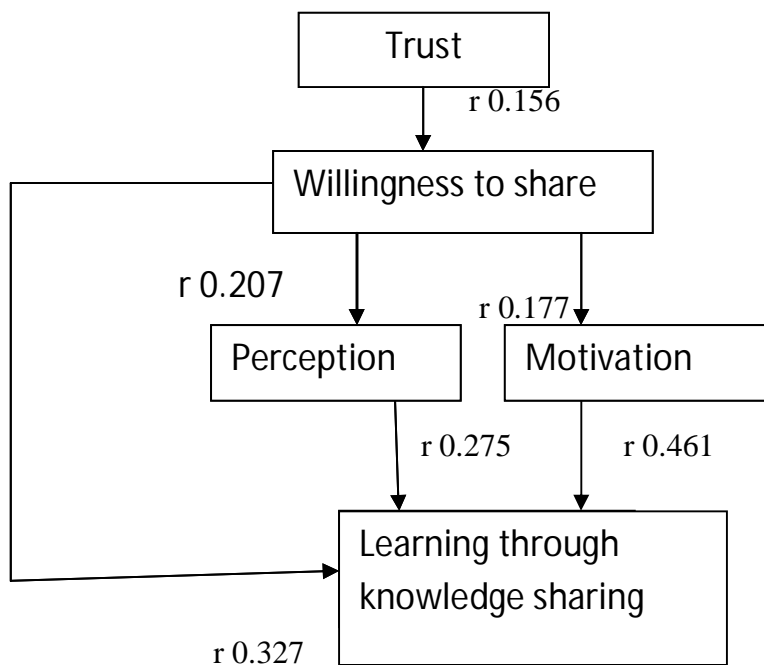 Trust
r 0.156
Willingness to share
r 0.207
r 0.177
Perception
Motivation
r 0.275
r 0.461
Learning through
knowledge sharing
r 0.327